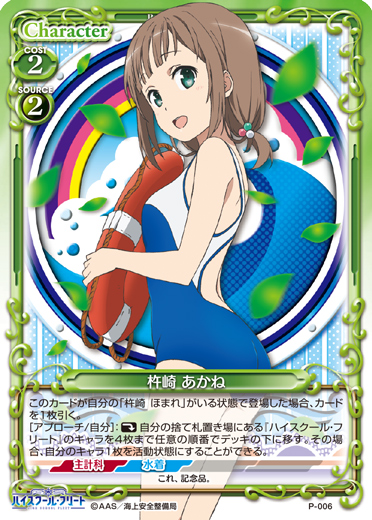 Character
COST
2
SOURCE
2
杵﨑 あかね
このカードが自分の「杵﨑 ほまれ」がいる状態で登場した場合、カード
を1枚引く。
[アプローチ/自分]： 自分の捨て札置き場にある『ハイスクール・フ
リート』のキャラを4枚まで任意の順番でデッキの下に移す。その場
合、自分のキャラ1枚を活動状態にすることができる。
主計科 水着
これ、記念品。
ハイスクール・フリート
HIGH SCHOOL FLEET
©AAS／海上安全整備局
P-006